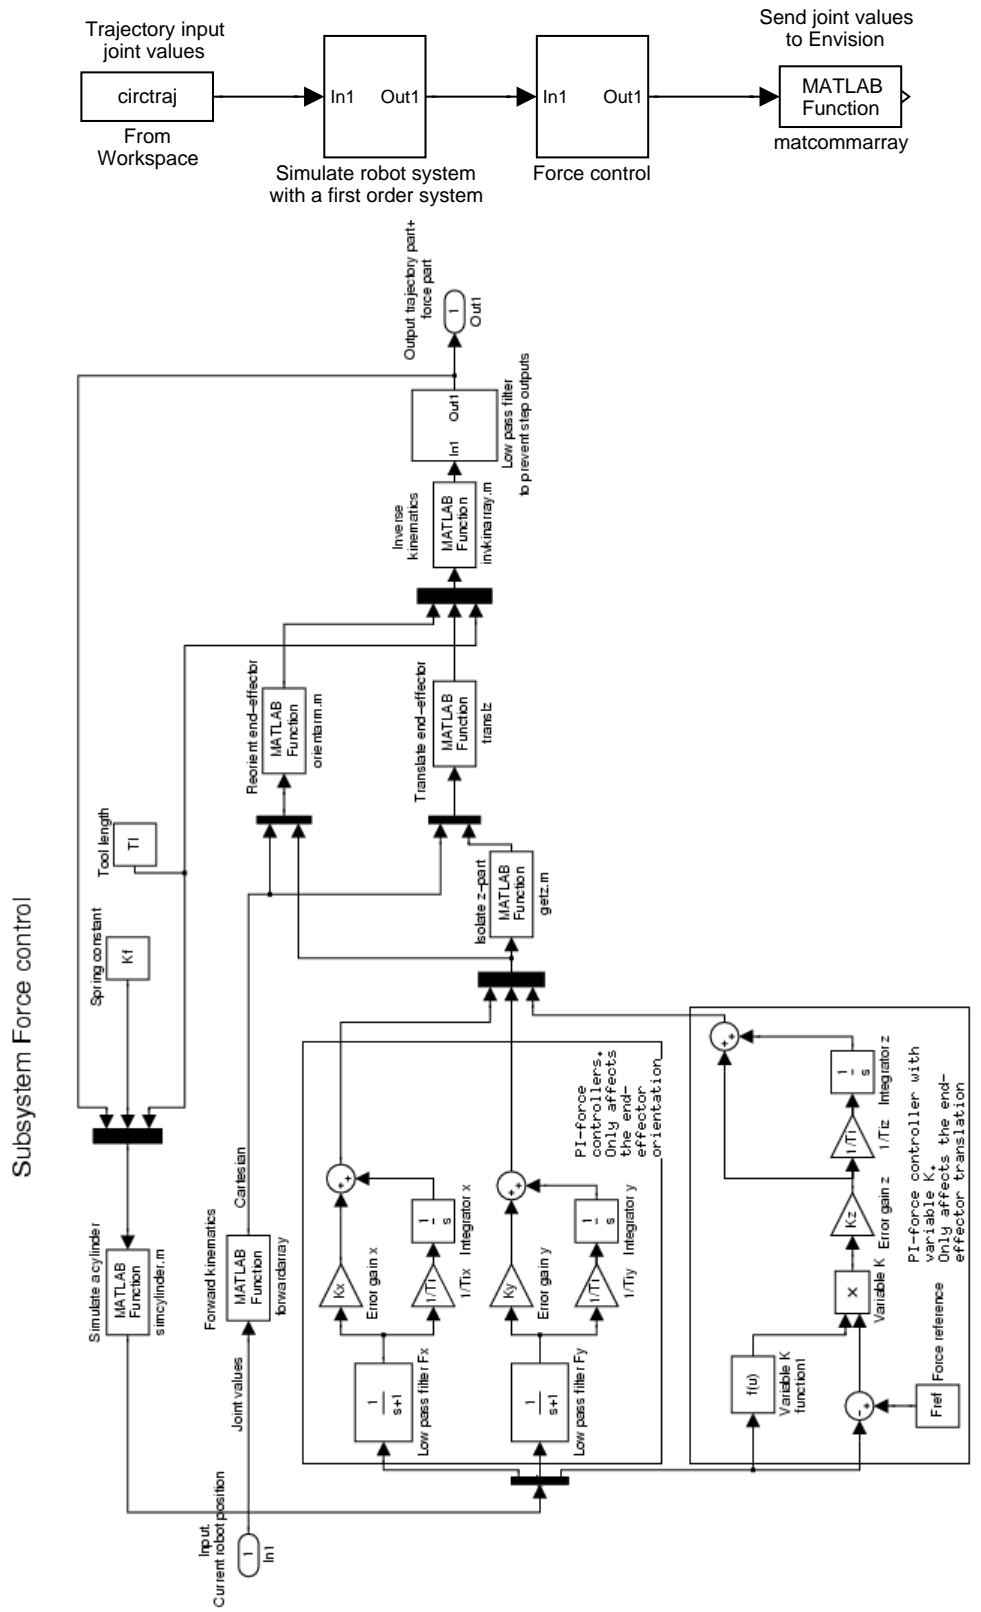 Trajectory input
joint values
circtraj
From
Workspace
In1
Out1
Simulate robot system
with a first order system
In1
Out1
Force control
Send joint values
to Envision
MATLAB
Function
matcommarray
Subsystem Force control
Input.
Current robot position
1
In1
Joint values
Forward kinematics
MATLAB
Function
forwardarray
Cartesian
Simulate a cylinder
MATLAB
Function
simcylinder.m
Spring constant
Kf
Tool length
Tl
Low pass filter Fx
1
s+1
Kx
Error gain x
1/Ti
1/Tix
1
s
Integrator x
+
+
Low pass filter Fy
1
s+1
Ky
Error gain y
1/Ti
1/Tiy
1
s
Integrator y
+
+
PI-force
controllers.
Only affects
the end-
effector
orientation
f(u)
Variable K
function1
-
+
Fref
Force reference
×
Variable K
Kz
Error gain z
1/Ti
1/Tiz
1
s
Integrator z
+
+
PI-force controller with
variable K.
Only affects the end-
effector translation
Isolate z-part
MATLAB
Function
getz.m
Reorient end-effector
MATLAB
Function
orientarm.m
Translate end-effector
MATLAB
Function
translz
Inverse
kinematics
MATLAB
Function
invkinarray.m
In1
Out1
Low pass filter
to prevent step outputs
Output trajectory part+
force part
1
Out1